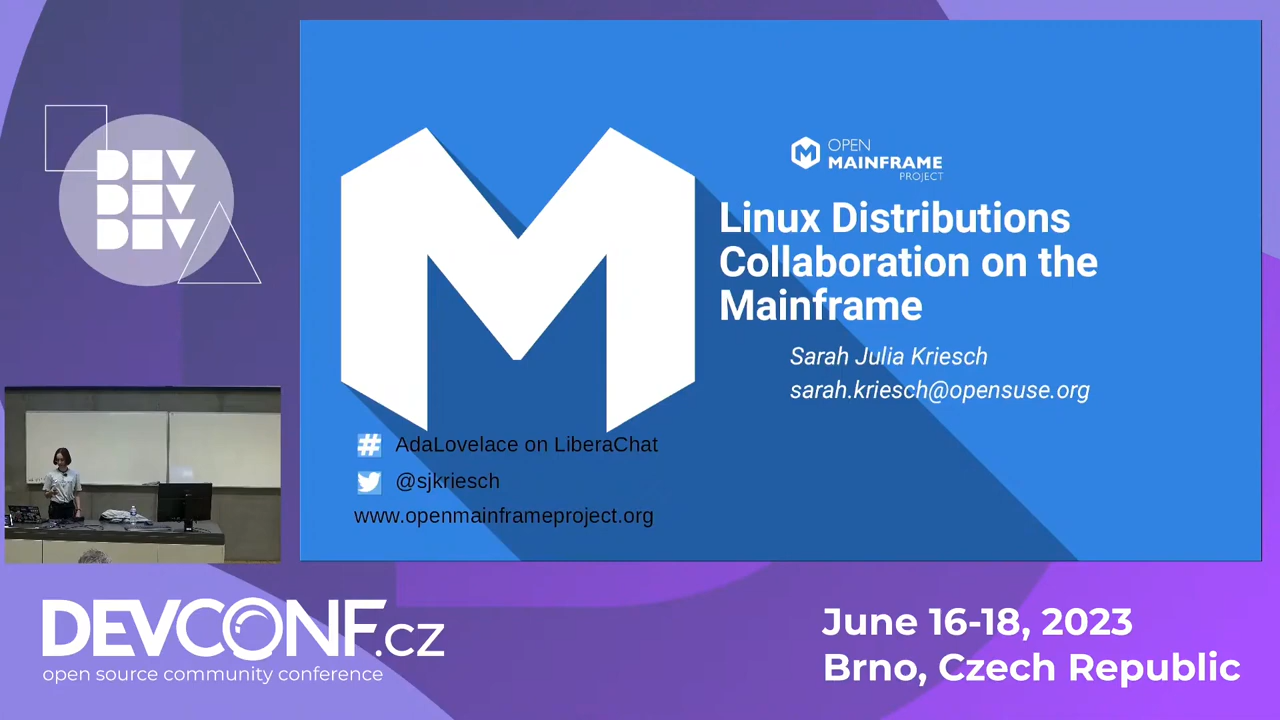 DEV
DEV
DEV
OPEN
MAINFRAME
PROJECT
Linux Distributions
Collaboration on the
Mainframe
Sarah Julia Kriesch
sarah.kriesch@opensuse.org
# AdaLovelace on LiberaChat
@sjkriesch
www.openmainframeproject.org
DEVCONF.cz
open source community conference
June 16-18, 2023
Brno, Czech Republic